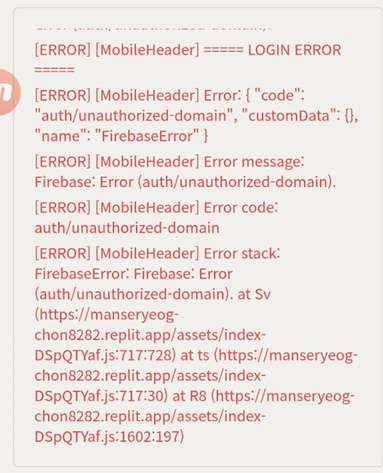 Error (auth/unauthorized-domain).
[ERROR] [MobileHeader] ===== LOGIN ERROR
=====
[ERROR] [MobileHeader] Error: { "code":
"auth/unauthorized-domain", "customData": {},
"name": "FirebaseError" }
[ERROR] [MobileHeader] Error message:
Firebase: Error (auth/unauthorized-domain).
[ERROR] [MobileHeader] Error code:
auth/unauthorized-domain
[ERROR] [MobileHeader] Error stack:
FirebaseError: Firebase: Error
(auth/unauthorized-domain). at Sv
(https://manseryeog-
chon8282.replit.app/assets/index-
DSpQTYaf.js:717:728) at ts (https://manseryeog-
chon8282.replit.app/assets/index-
DSpQTYaf.js:717:30) at R8 (https://manseryeog-
chon8282.replit.app/assets/index-
DSpQTYaf.js:1602:197)